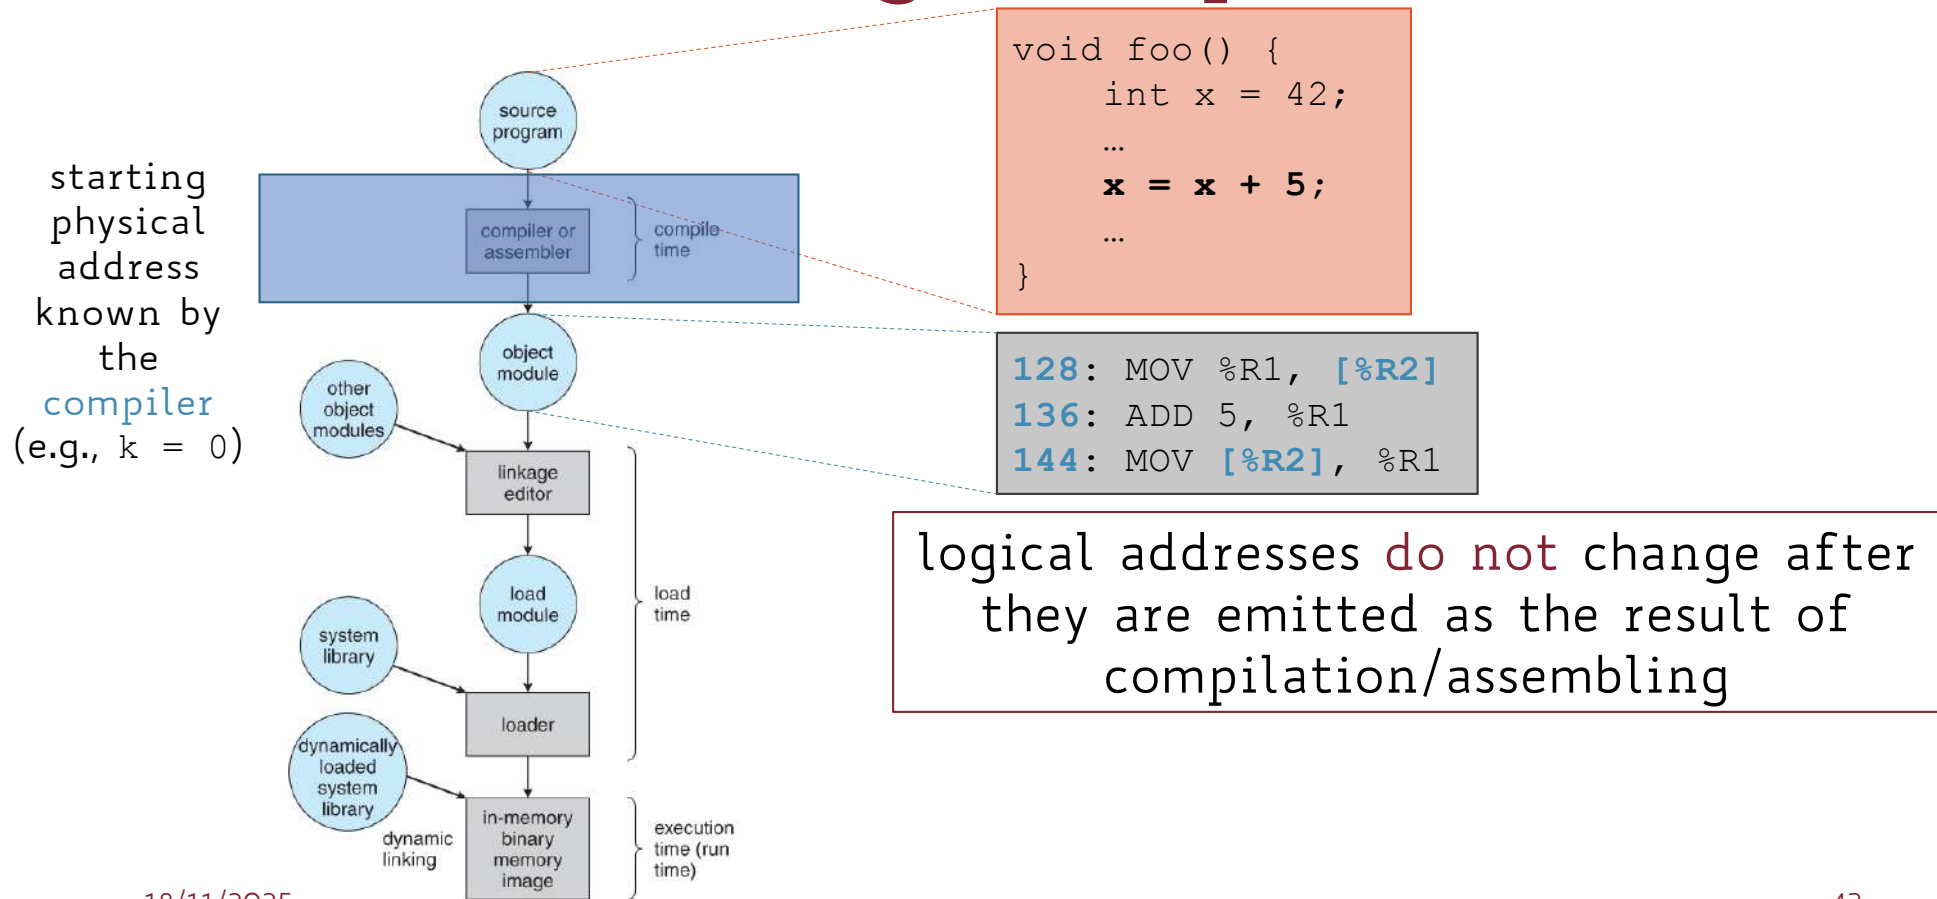 starting
physical
address
known by
the
compiler
(e.g., k = 0)
source
program
compiler or
assembler
compile
time
object
module
other
object
modules
linkage
editor
load
module
load
time
system
library
loader
dynamically
loaded
system
library
dynamic
linking
in-memory
binary
memory
image
execution
time (run
time)
void foo() {
int x = 42;
…
x = x + 5;
…
}
128: MOV %R1, [%R2]
136: ADD 5, %R1
144: MOV [%R2], %R1
logical addresses do not change after
they are emitted as the result of
compilation/assembling